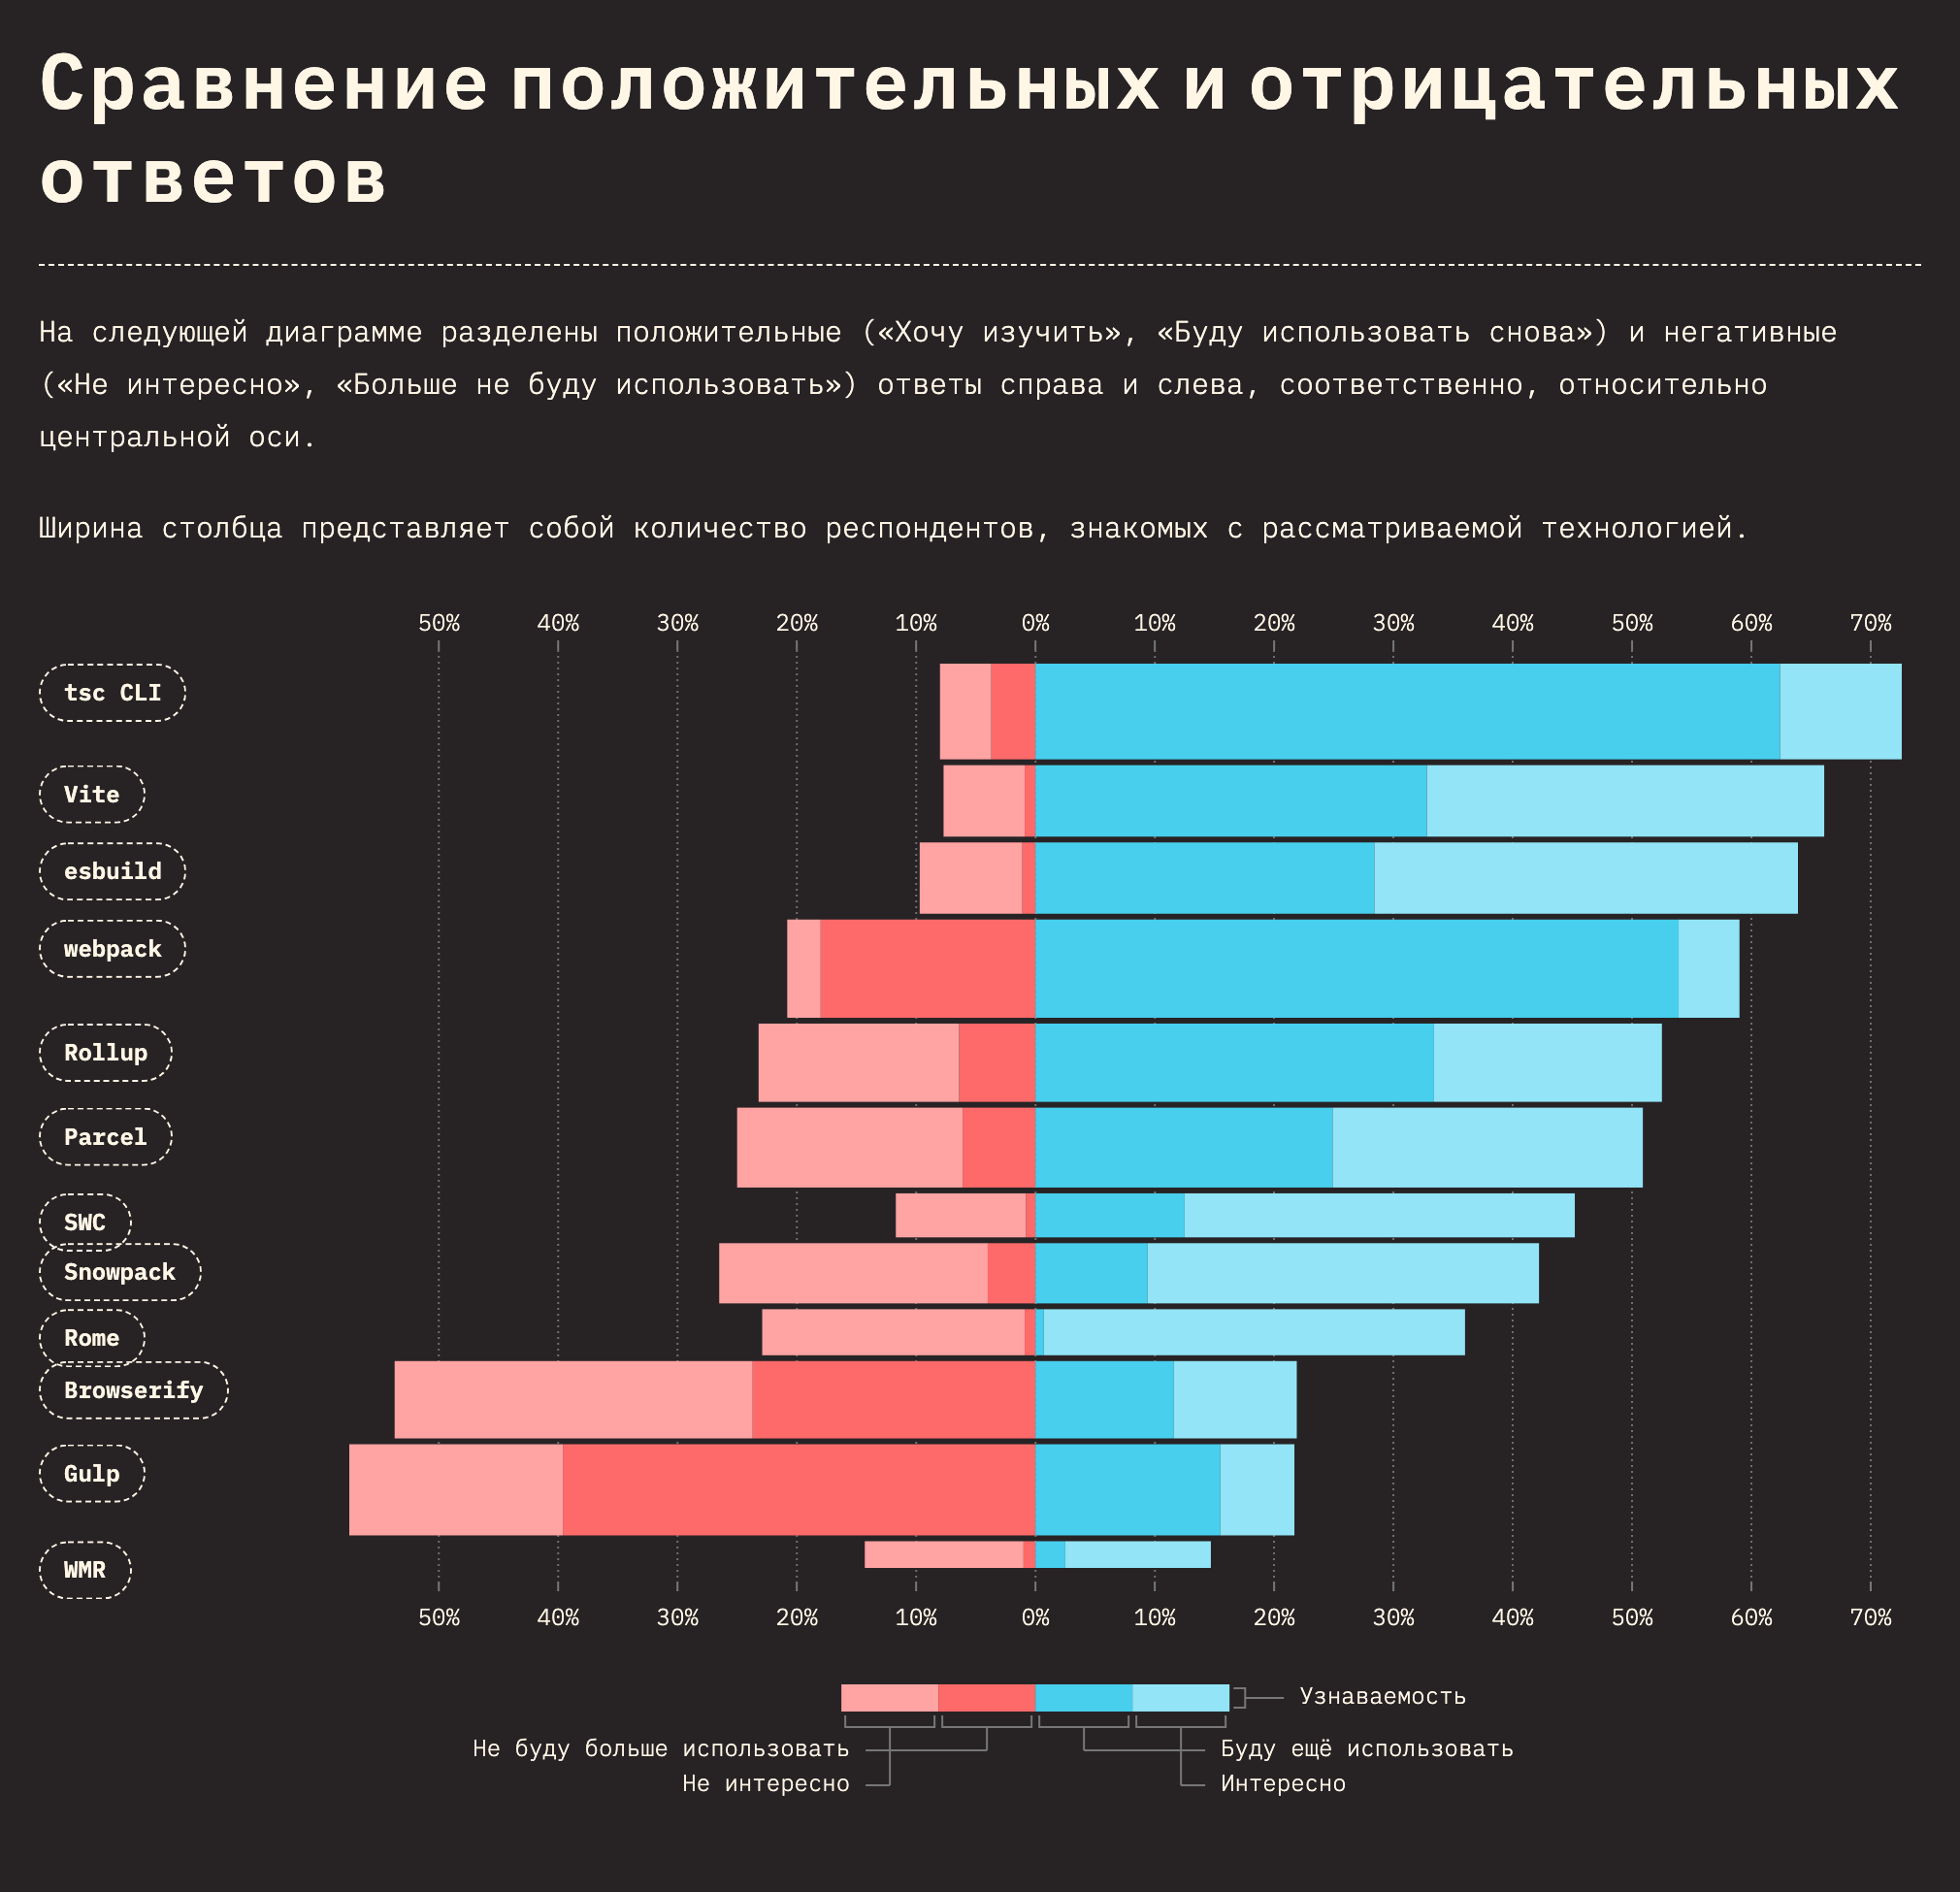 Сравнение положительных и отрицательных
ответов
На следующей диаграмме разделены положительные («Хочу изучить», «Буду использовать снова») и негативные
(«Не интересно», «Больше не буду использовать») ответы справа и слева, соответственно, относительно
центральной оси.
Ширина столбца представляет собой количество респондентов, знакомых с рассматриваемой технологией.
50% 40% 30% 20% 10% 0% 10% 20% 30% 40% 50% 60% 70%
tsc CLI
Vite
esbuild
webpack
Rollup
Parcel
SWC
Snowpack
Rome
Browserify
Gulp
WMR
50% 40% 30% 20% 10% 0% 10% 20% 30% 40% 50% 60% 70%
Узнаваемость
Не буду больше использовать Буду ещё использовать
Не интересно Интересно